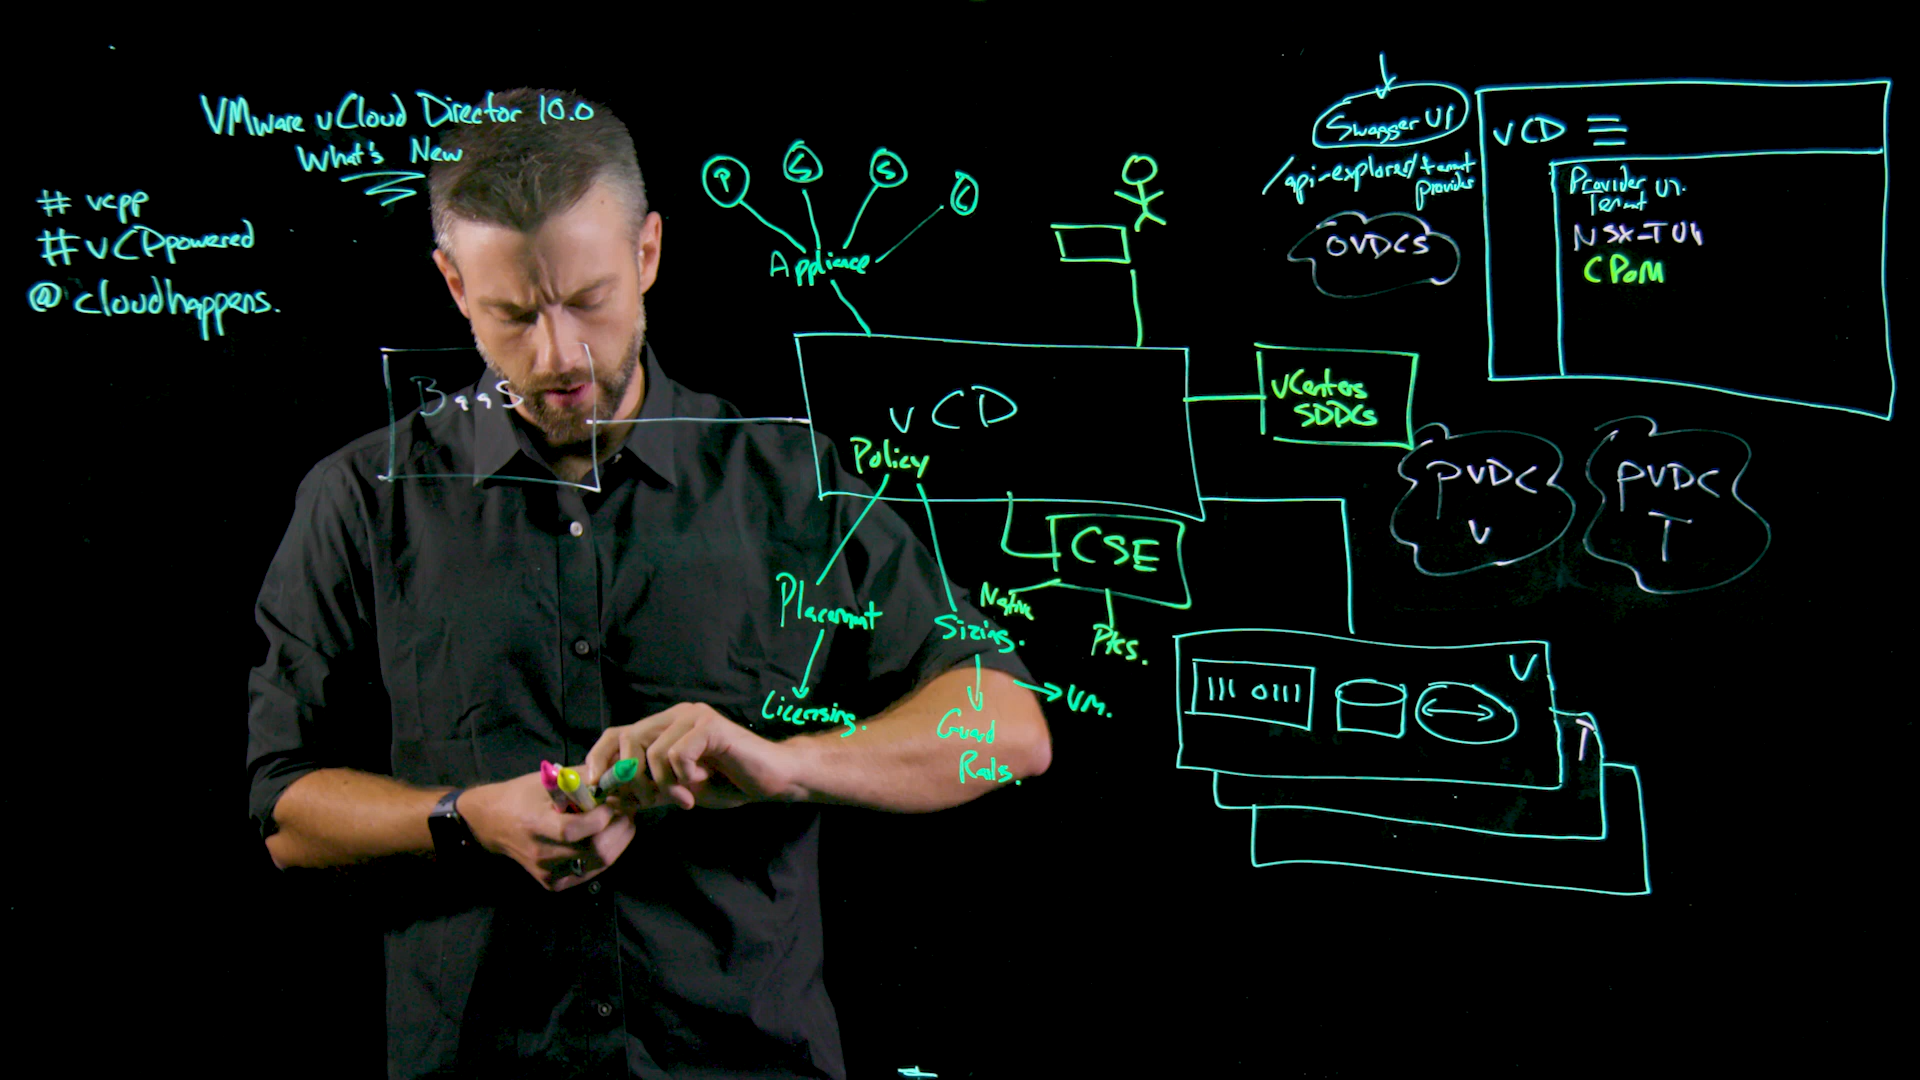 VMware vCloud Director 10.0
What's New
# vcpp
#vCDpowered
@cloudhappens.
P
S
S
C
Appliance
BaaS
vCD
Policy
Placement
Sizing.
Licensing.
Guard
Rails.
VM.
CSE
Native
PKS.
vCenters
SDDCs
Swagger UI
/api-explorer/tenant
provider
OVDCs
VCD
Provider UI.
Tenant
NSX-T UI
CPOM
PVDC
V
PVDC
T
V
T